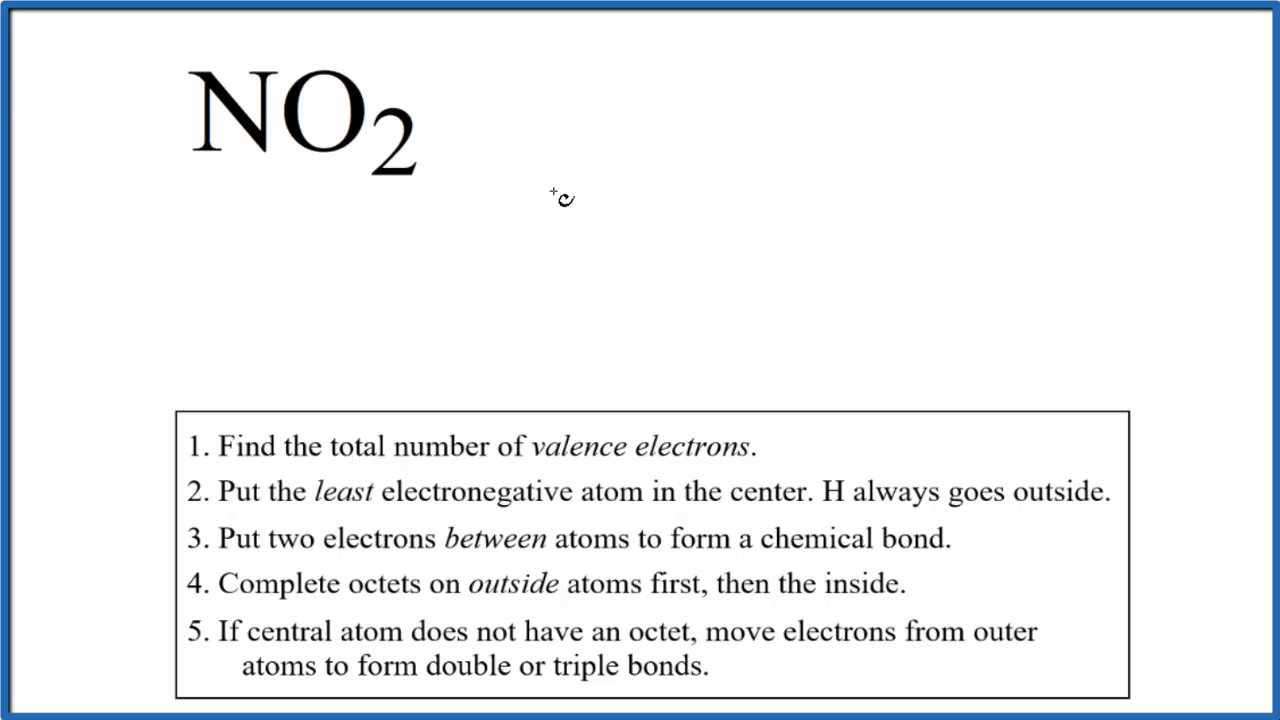 NO₂
1. Find the total number of valence electrons.
2. Put the least electronegative atom in the center. H always goes outside.
3. Put two electrons between atoms to form a chemical bond.
4. Complete octets on outside atoms first, then the inside.
5. If central atom does not have an octet, move electrons from outer
atoms to form double or triple bonds.